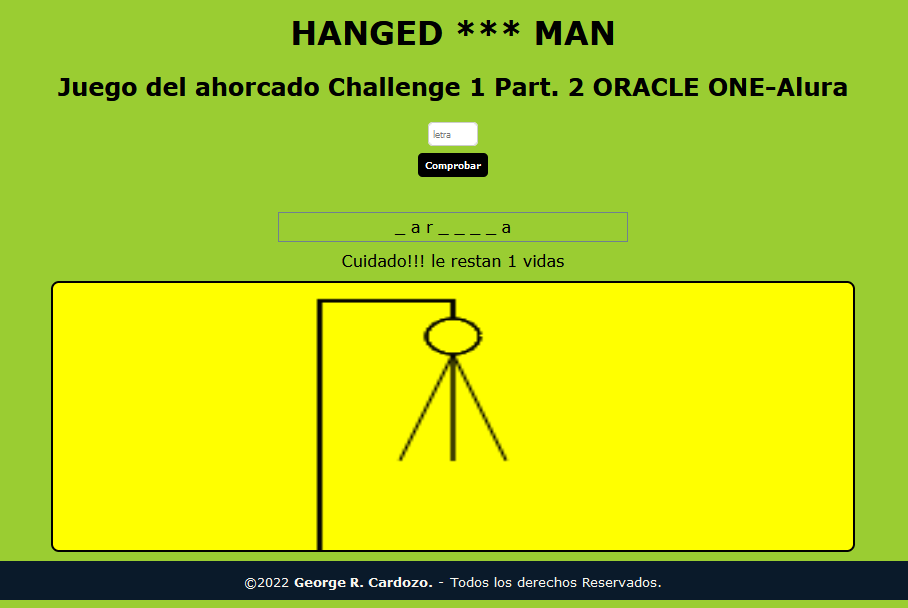 HANGED *** MAN
Juego del ahorcado Challenge 1 Part. 2 ORACLE ONE-Alura
letra
Comprobar
_ a r _ _ _ _ a
Cuidado!!! le restan 1 vidas
©2022 George R. Cardozo. - Todos los derechos Reservados.